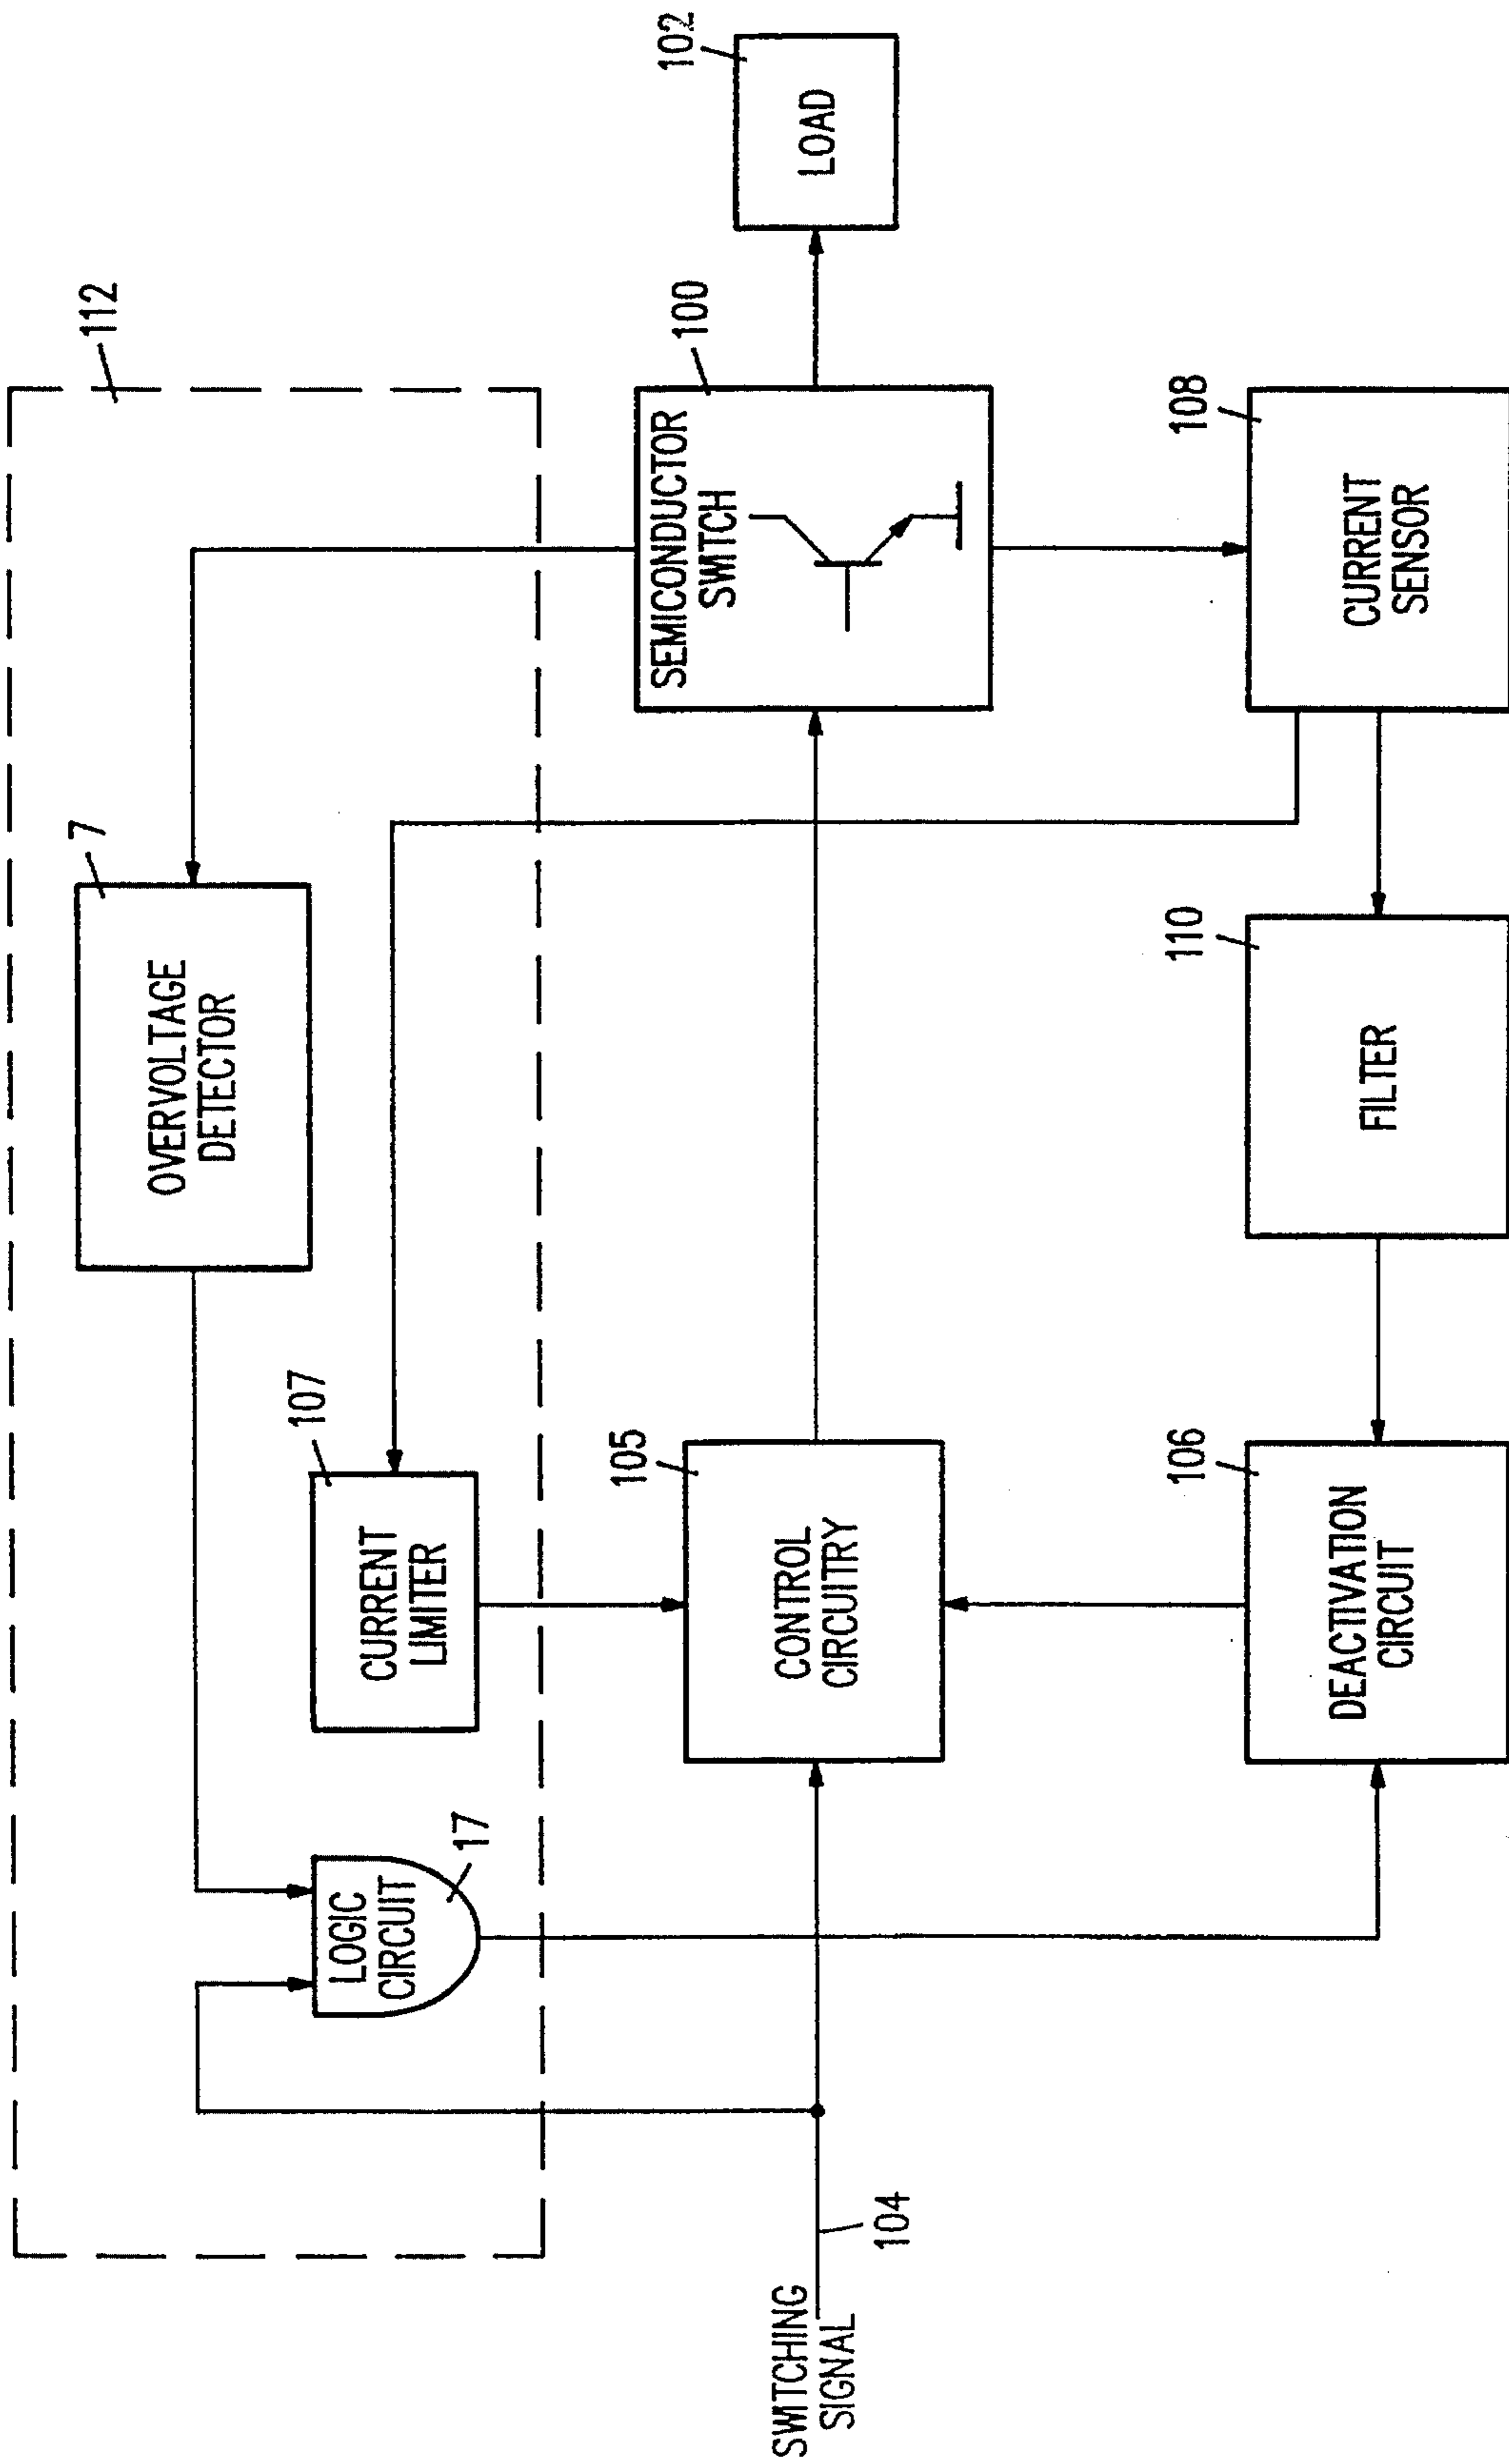 112
7
OVERVOLTAGE
DETECTOR
107
CURRENT
LIMITER
LOGIC
CIRCUIT
17
102
LOAD
100
SEMICONDUCTOR
SWITCH
105
CONTROL
CIRCUITRY
SWITCHING
SIGNAL
104
108
CURRENT
SENSOR
110
FILTER
106
DEACTIVATION
CIRCUIT